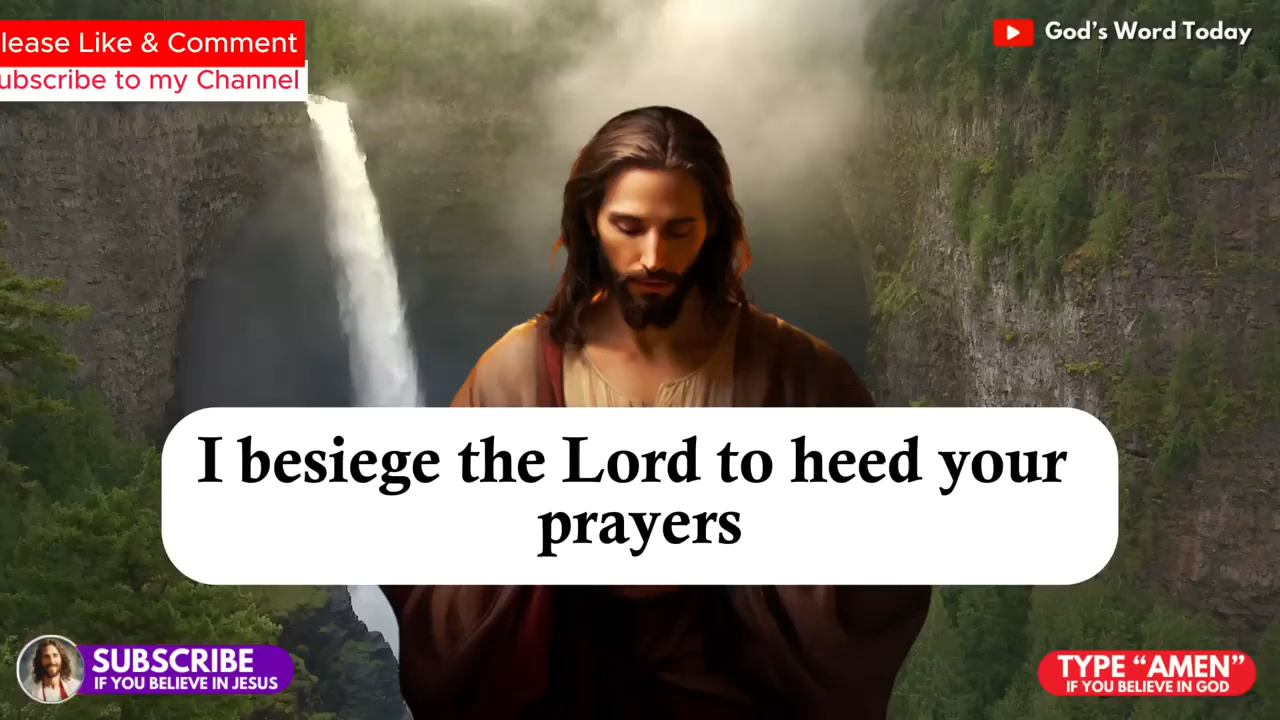 lease Like & Comment
ubscribe to my Channel
God's Word Today
I besiege the Lord to heed your
prayers
SUBSCRIBE
IF YOU BELIEVE IN JESUS
TYPE “AMEN”
IF YOU BELIEVE IN GOD